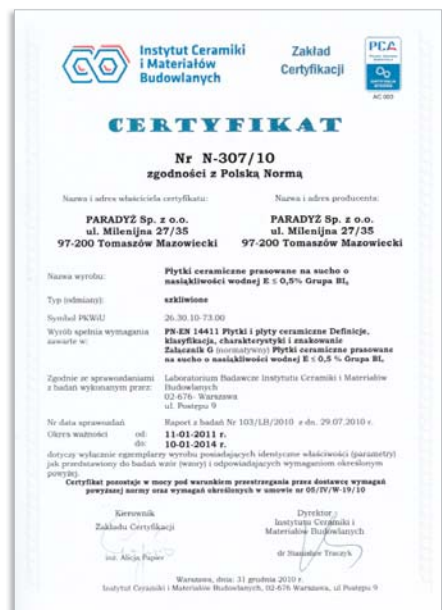 Instytut Ceramiki
i Materiałów
Budowlanych
Zakład
Certyfikacji
PCA
AC 003
CERTYFIKAT
Nr N-307/10
zgodności z Polską Normą
Nazwa i adres właściciela certyfikatu:
PARADYŻ Sp. z o.o.
ul. Milenijna 27/35
97-200 Tomaszów Mazowiecki
Nazwa i adres producenta:
PARADYŻ Sp. z o.o.
ul. Milenijna 27/35
97-200 Tomaszów Mazowiecki
Nazwa wyrobu: Płytki ceramiczne prasowane na sucho o
nasiąkliwości wodnej E ≤ 0,5% Grupa BIₐ
Typ (odmiany): szkliwione
Symbol PKWiU 26.30.10-73.00
Wyrób spełnia wymagania PN-EN 14411 Płytki i płyty ceramiczne Definicje,
zawarte w: klasyfikacja, charakterystyki i znakowanie
Załącznik G (normatywny) Płytki ceramiczne prasowane
na sucho o nasiąkliwości wodnej E ≤ 0,5 % Grupa BIₐ
Zgodnie ze sprawozdaniami Laboratorium Badawcze Instytutu Ceramiki i Materiałów
z badań wykonanym przez: Budowlanych
02-676- Warszawa
ul. Postępu 9
Nr data sprawozdań Raport z badań Nr 103/LB/2010 z dn. 29.07.2010 r.
Okres ważności od: 11-01-2011 r.
do: 10-01-2014 r.
dotyczy wyłącznie egzemplarzy wyrobu posiadających identyczne właściwości (parametry)
jak przedstawiony do badań wzór (wzory) i odpowiadających wymaganiom określonym
powyżej.
Certyfikat pozostaje w mocy pod warunkiem przestrzegania przez dostawcę wymagań
powyższej normy oraz wymagań określonych w umowie nr 05/IV/W-19/10
Kierownik
Zakładu Certyfikacji
inż. Alicja Papier
Dyrektor
Instytutu Ceramiki i
Materiałów Budowlanych
dr Stanisław Traczyk
Warszawa, dnia: 31 grudnia 2010 r.
Instytut Ceramiki i Materiałów Budowlanych, 02-676 Warszawa, ul Postępu 9